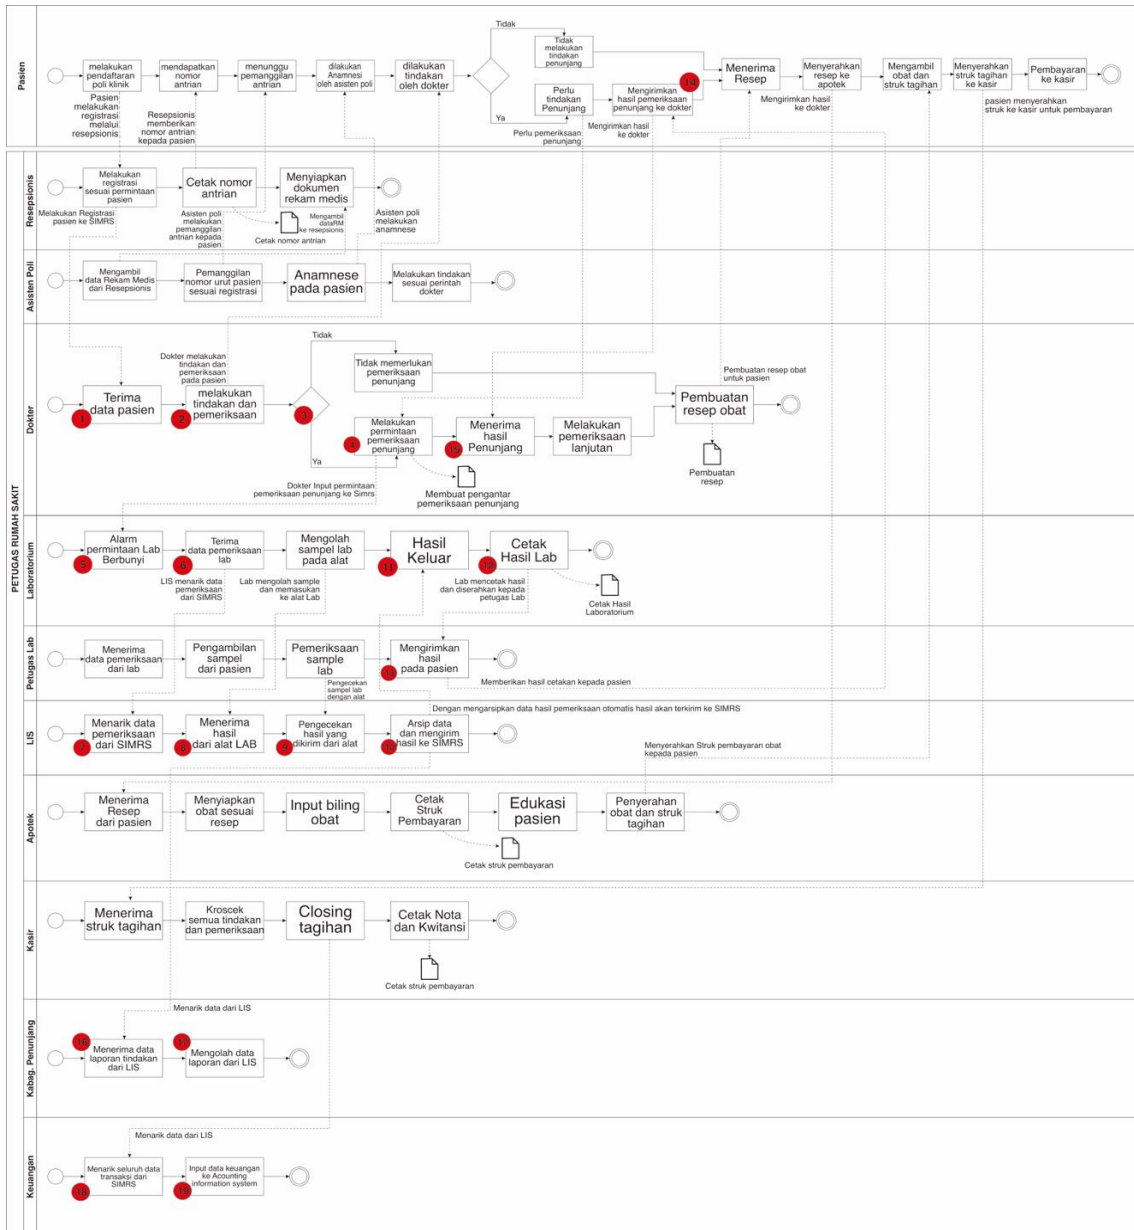 Pasien
melakukan
pendaftaran
poli klinik
mendapatkan
nomor
antrian
menunggu
pemanggilan
antrian
dilakukan
Anamnesi
oleh asisten poli
dilakukan
tindakan
oleh dokter
Tidak
Tidak
melakukan
tindakan
penunjang
Ya
Perlu
tindakan
Penunjang
Mengirimkan
hasil pemeriksaan
penunjang ke dokter
14
Menerima
Resep
Menyerahkan
resep ke
apotek
Mengambil
obat dan
struk tagihan
Menyerahkan
struk tagihan
ke kasir
Pembayaran
ke kasir
Pasien
melakukan
registrasi
melalui
resepsionis
Resepsionis
memberikan
nomor antrian
kepada pasien
Perlu pemeriksaan
penunjang
Mengirimkan hasil
ke dokter
Mengirimkan hasil
ke dokter
pasien menyerahkan
struk ke kasir untuk pembayaran
PETUGAS RUMAH SAKIT
Resepsionis
Melakukan
registrasi
sesuai permintaan
pasien
Cetak nomor
antrian
Menyiapkan
dokumen
rekam medis
Melakukan Registrasi
pasien ke SIMRS
Asisten poli
melakukan
pemanggilan
antrian kepada
pasien
Cetak nomor antrian
Mengambil
dataRM
ke resepsionis
Asisten poli
melakukan
anamnese
Asisten Poli
Mengambil
data Rekam Medis
dari Resepsionis
Pemanggilan
nomor urut pasien
sesuai registrasi
Anamnese
pada pasien
Melakukan tindakan
sesuai perintah
dokter
Dokter
Dokter melakukan
tindakan dan
pemeriksaan
pada pasien
Terima
data pasien
1
melakukan
tindakan dan
pemeriksaan
2
3
Tidak
Tidak memerlukan
pemeriksaan
penunjang
Ya
Melakukan
permintaan
pemeriksaan
penunjang
4
Menerima
hasil
Penunjang
15
Melakukan
pemeriksaan
lanjutan
Pembuatan
resep obat
Pembuatan resep obat
untuk pasien
Pembuatan
resep
Dokter Input permintaan
pemeriksaan penunjang ke Simrs
Membuat pengantar
pemeriksaan penunjang
Laboratorium
Alarm
permintaan Lab
Berbunyi
5
Terima
data pemeriksaan
lab
6
Mengolah
sampel lab
pada alat
Hasil
Keluar
11
Cetak
Hasil Lab
12
LIS menarik data
pemeriksaan
dari SIMRS
Lab mengolah sample
dan memasukan
ke alat Lab
Lab mencetak hasil
dan diserahkan kepada
petugas Lab
Cetak Hasil
Laboratorium
Petugas Lab
Menerima
data pemeriksaan
dari lab
Pengambilan
sampel
dari pasien
Pemeriksaan
sample
lab
Mengirimkan
hasil
pada pasien
13
Pengecekan
sampel lab
dengan alat
Memberikan hasil cetakan kepada pasien
LIS
Dengan mengarsipkan data hasil pemeriksaan otomatis hasil akan terkirim ke SIMRS
Menarik data
pemeriksaan
dari SIMRS
7
Menerima
hasil
dari alat LAB
8
Pengecekan
hasil yang
dikirim dari alat
9
Arsip data
dan mengirim
hasil ke SIMRS
10
Menyerahkan Struk pembayaran obat
kepada pasien
Apotek
Menerima
Resep
dari pasien
Menyiapkan
obat sesuai
resep
Input biling
obat
Cetak
Struk
Pembayaran
Edukasi
pasien
Penyerahan
obat dan struk
tagihan
Cetak struk pembayaran
Kasir
Menerima
struk tagihan
Kroscek
semua tindakan
dan pemeriksaan
Closing
tagihan
Cetak Nota
dan Kwitansi
Cetak struk pembayaran
Kabag. Penunjang
Menarik data dari LIS
16
Menerima data
laporan tindakan
dari LIS
17
Mengolah data
laporan dari LIS
Keuangan
Menarik data dari LIS
Menarik seluruh data
transaksi dari
SIMRS
18
Input data keuangan
ke Acounting
information system
19